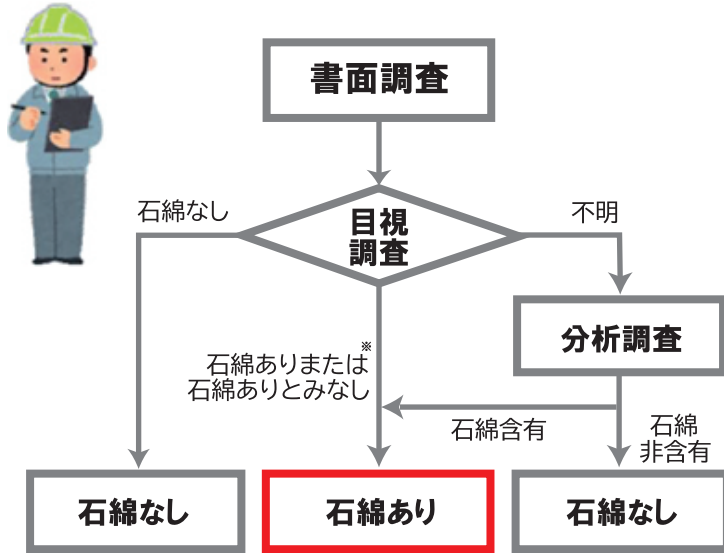 書面調査
石綿なし
目視
調査
不明
分析調査
※
石綿ありまたは
石綿ありとみなし
石綿含有
石綿
非含有
石綿なし
石綿あり
石綿なし